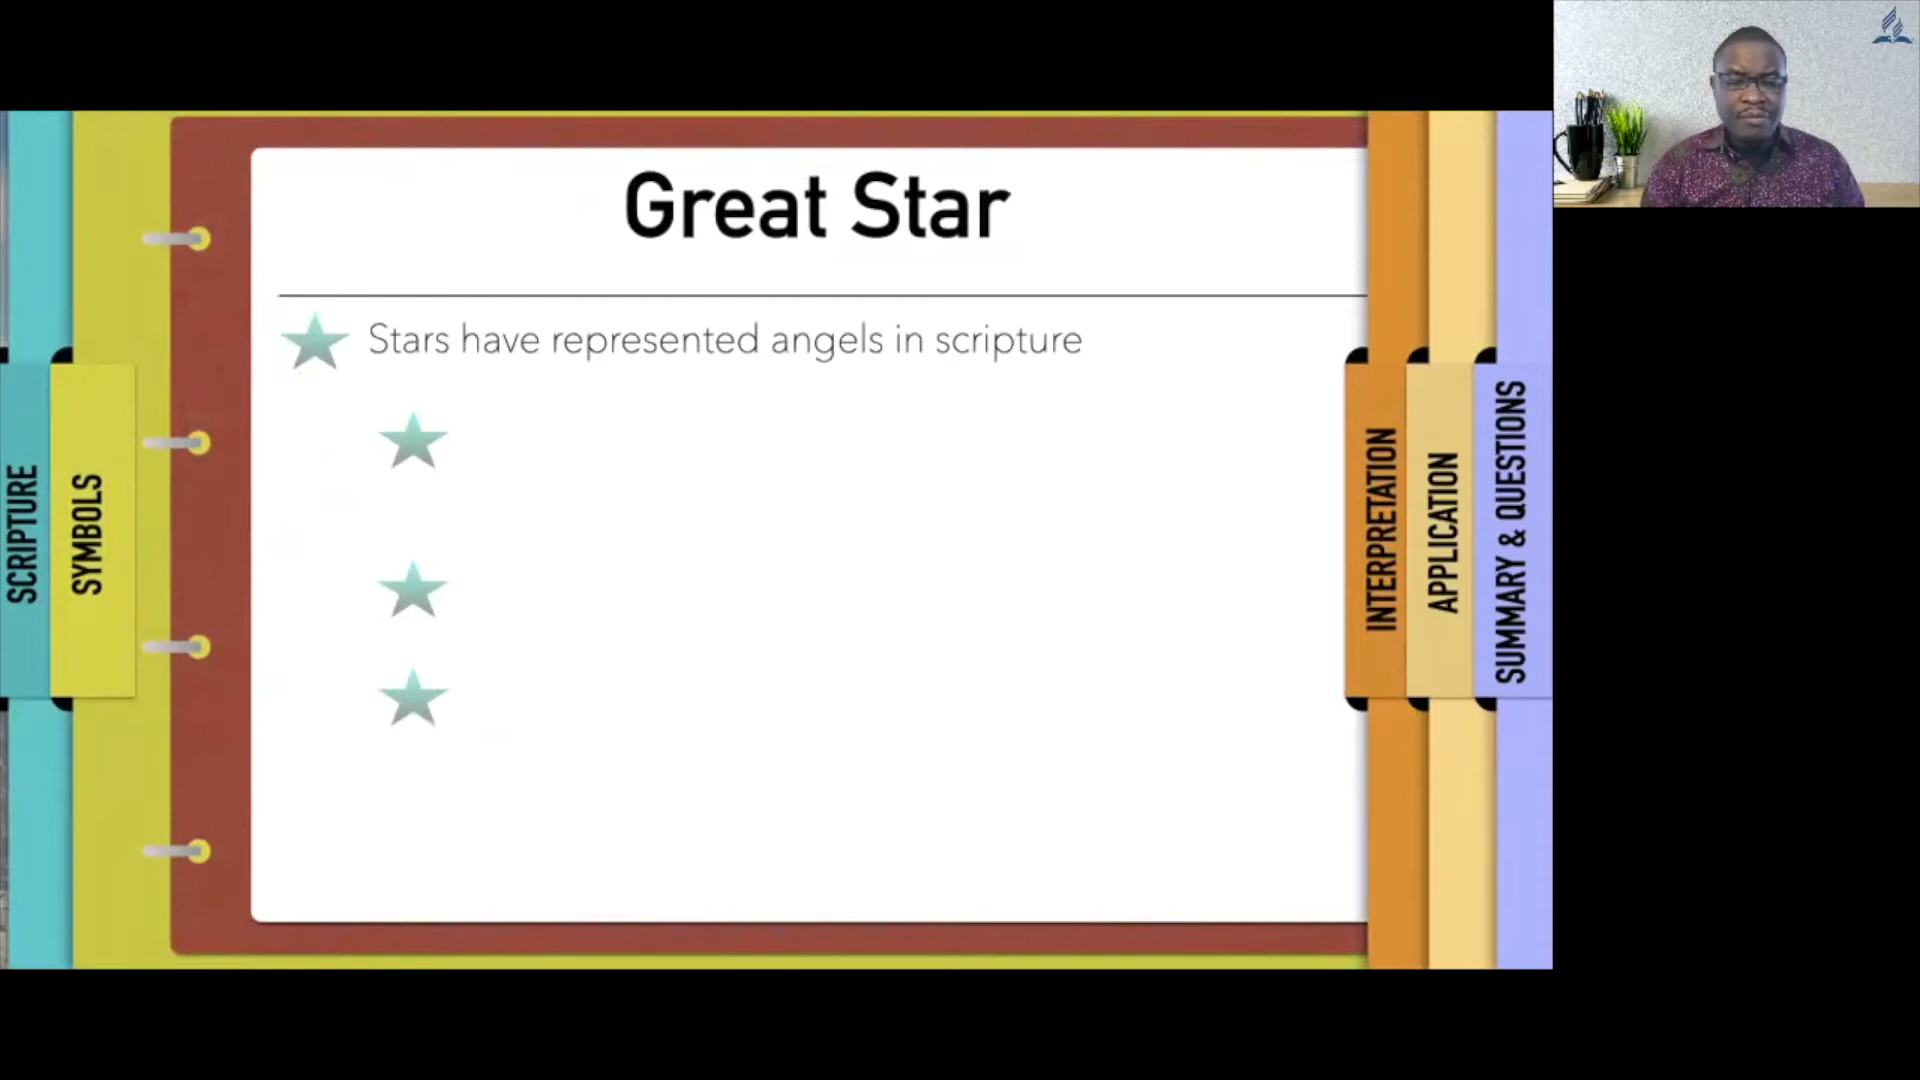 Great Star
Stars have represented angels in scripture
SCRIPTURE
SYMBOLS
INTERPRETATION
APPLICATION
SUMMARY & QUESTIONS